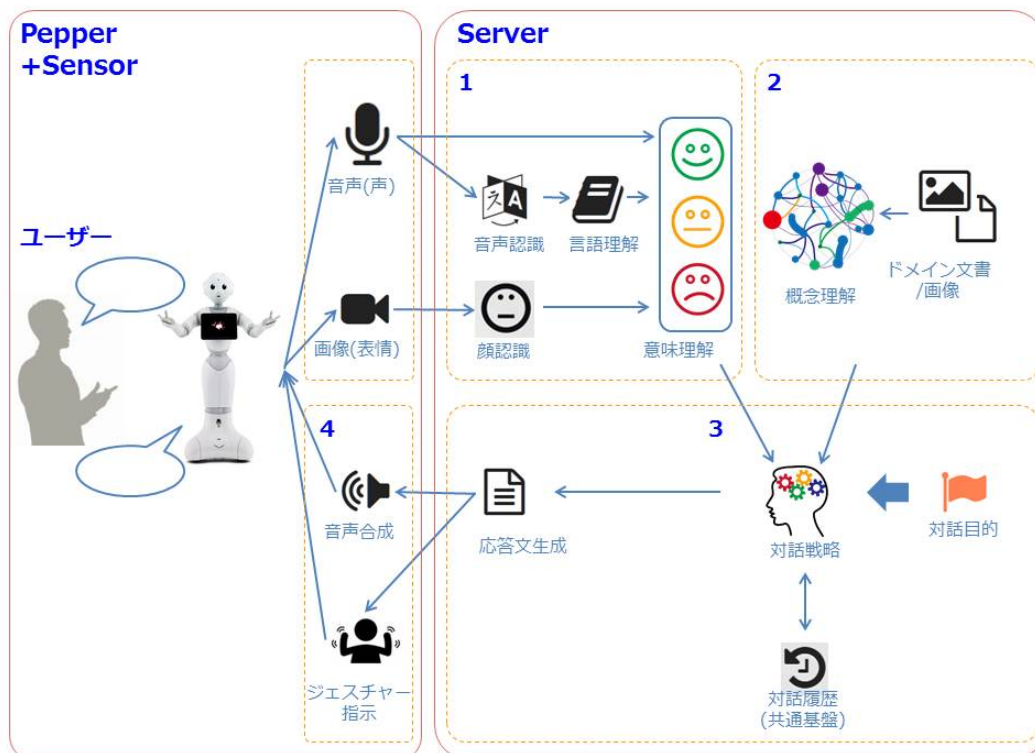 Pepper
+Sensor
Server
1
2
音声(声)
音声認識
言語理解
ユーザー
概念理解
ドメイン文書
/画像
画像(表情)
顔認識
意味理解
4
3
音声合成
応答文生成
対話戦略
対話目的
ジェスチャー
指示
対話履歴
(共通基盤)